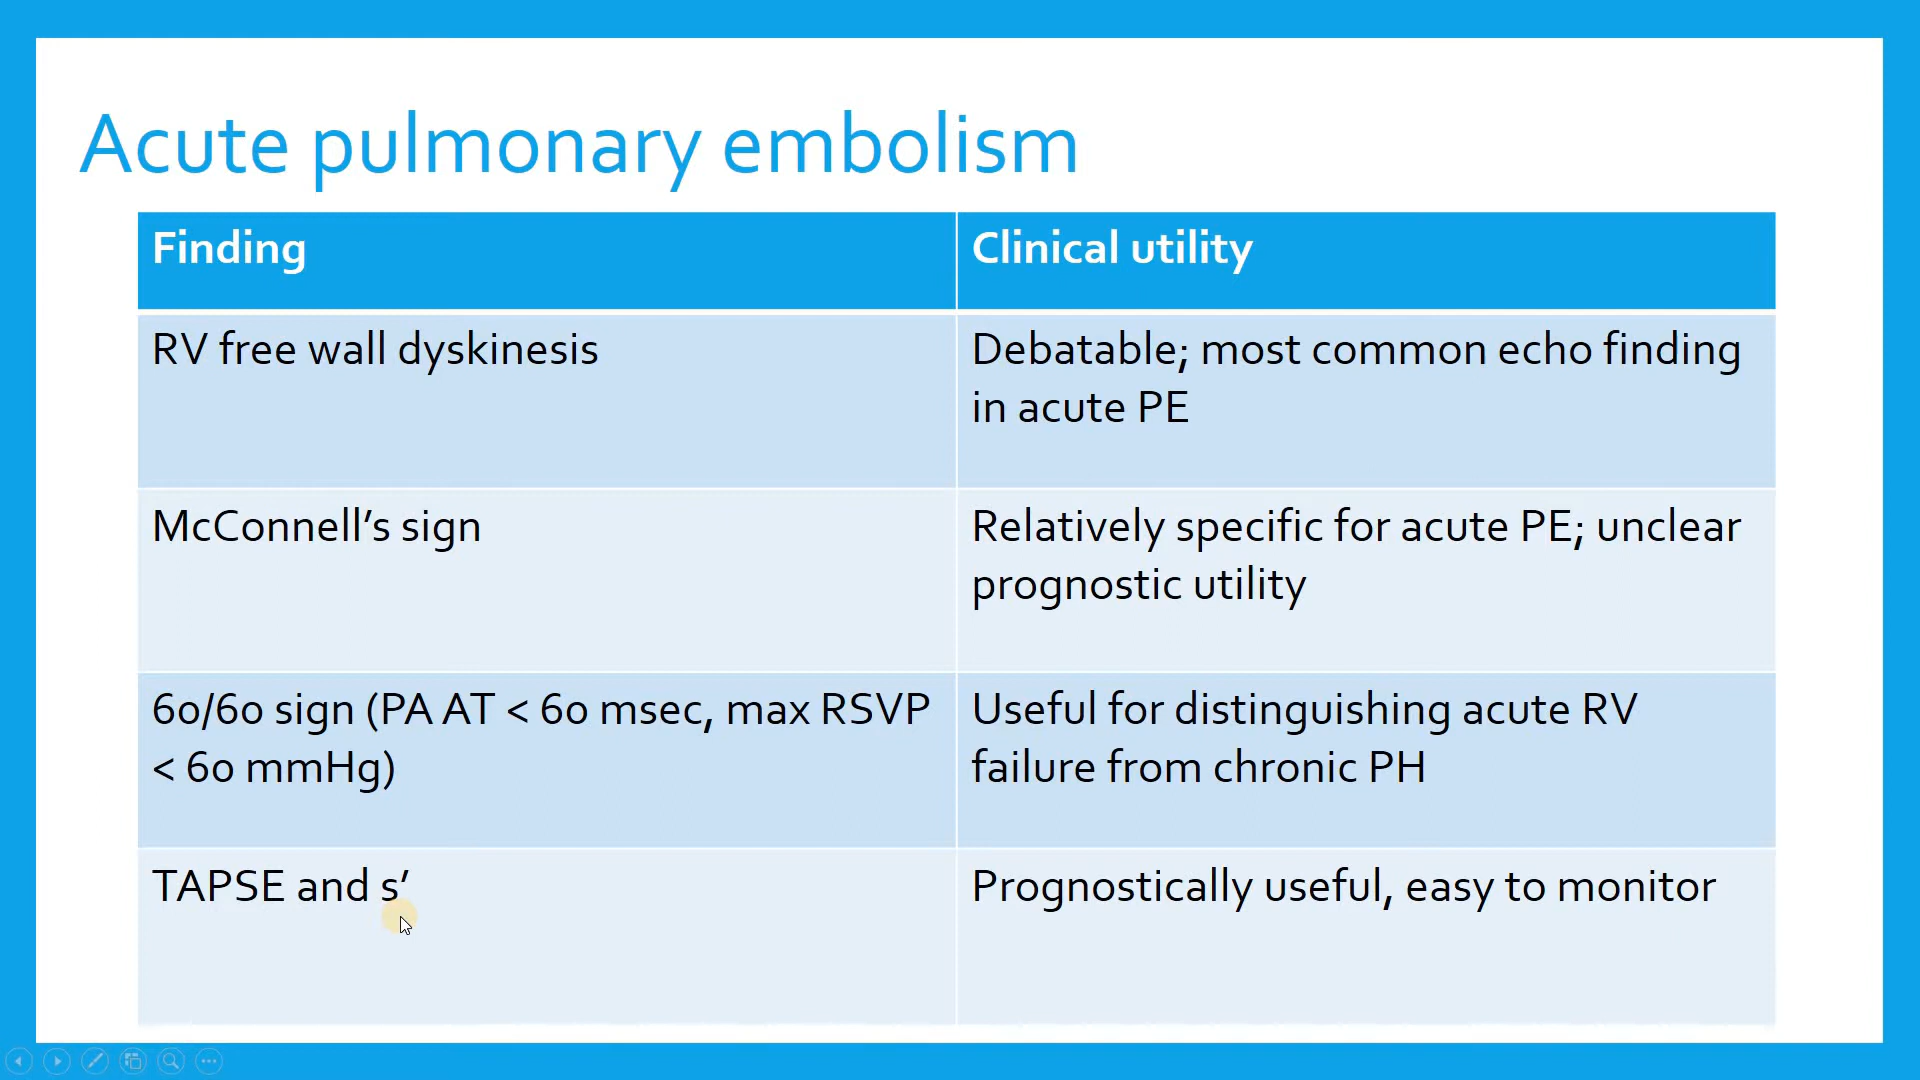 Acute pulmonary embolism
Finding
Clinical utility
RV free wall dyskinesis
Debatable; most common echo finding
in acute PE
McConnell’s sign
Relatively specific for acute PE; unclear
prognostic utility
60/60 sign (PA AT < 60 msec, max RSVP
< 60 mmHg)
Useful for distinguishing acute RV
failure from chronic PH
TAPSE and s’
Prognostically useful, easy to monitor